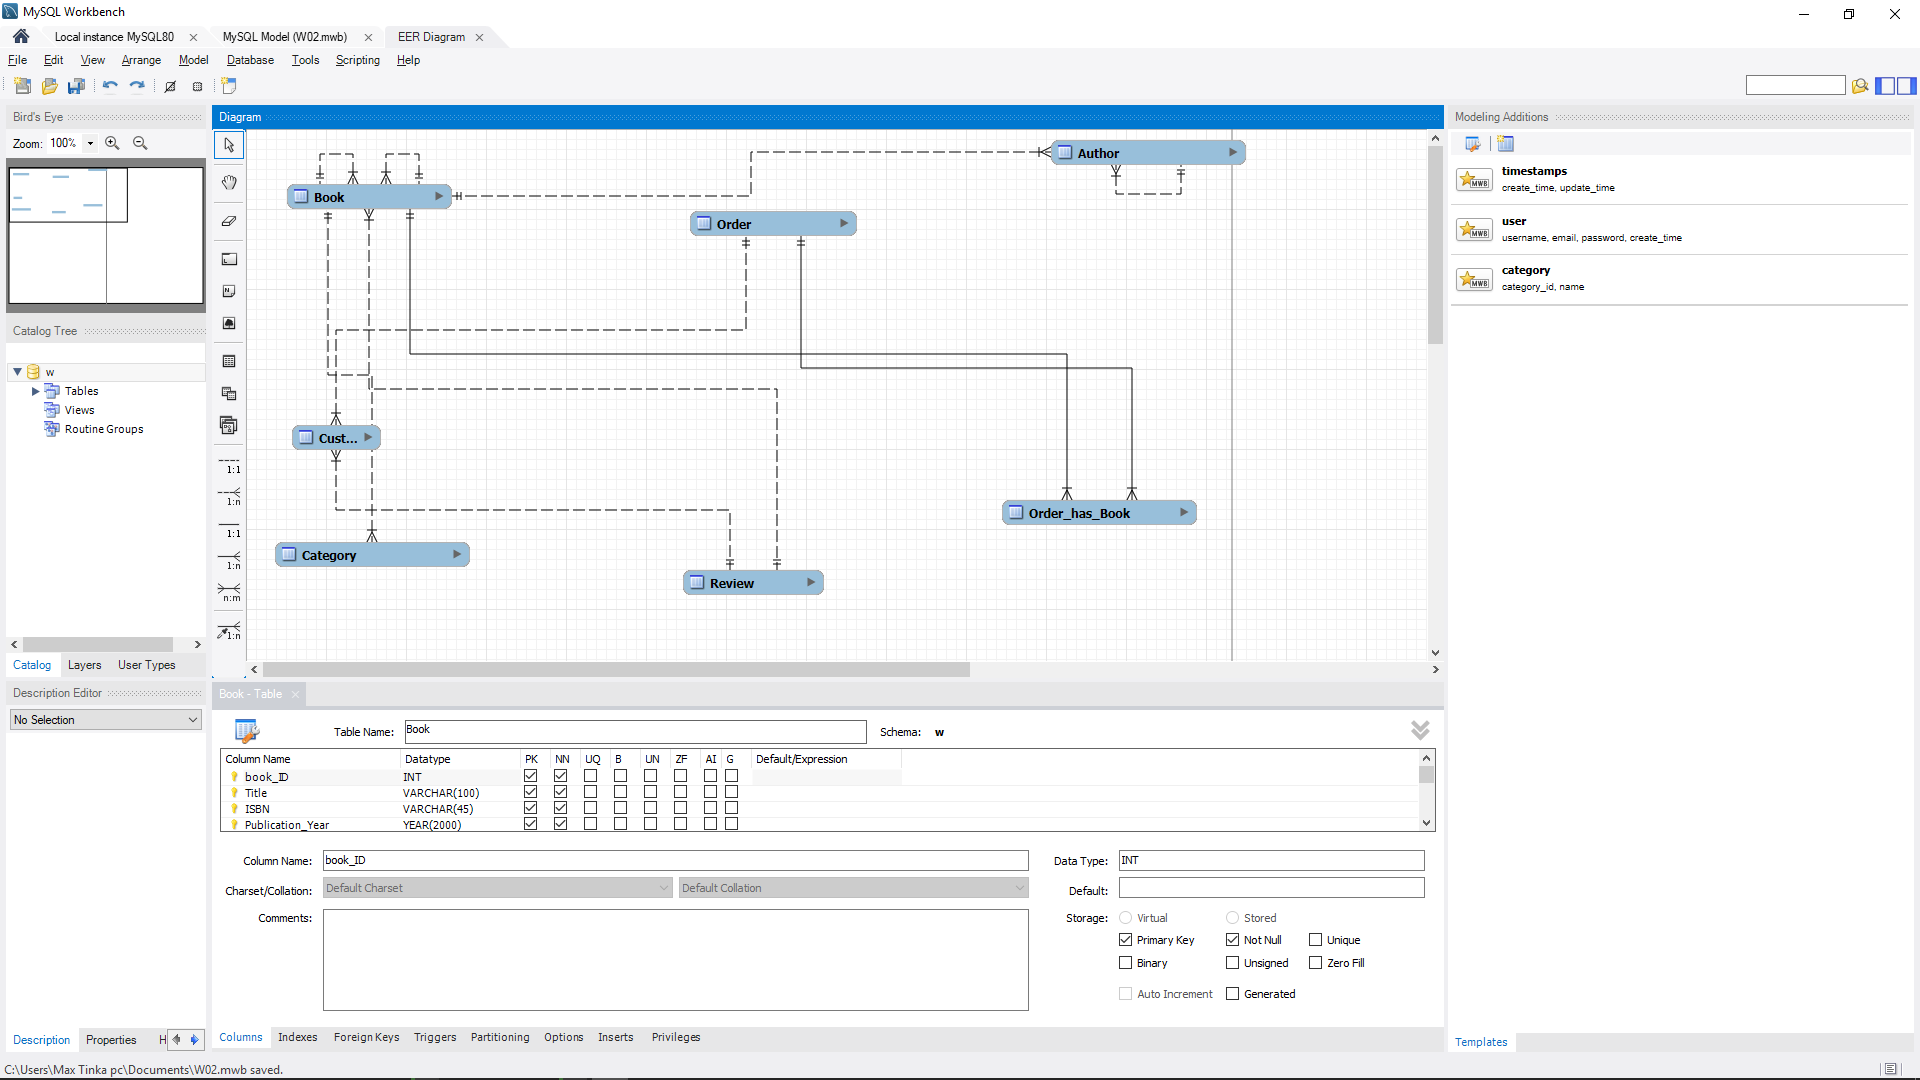 MySQL Workbench
Local instance MySQL80
MySQL Model (W02.mwb)
EER Diagram
File Edit View Arrange Model Database Tools Scripting Help
Bird's Eye
Zoom: 100%
Catalog Tree
w
Tables
Views
Routine Groups
Catalog Layers User Types
Description Editor
No Selection
Description Properties H
Diagram
1:1
1:n
1:1
1:n
n:m
1:n
Book
Author
Order
Cust...
Order_has_Book
Category
Review
Modeling Additions
MWB
timestamps
create_time, update_time
MWB
user
username, email, password, create_time
MWB
category
category_id, name
Templates
Book - Table
Table Name: Book Schema: w
Column Name Datatype PK NN UQ B UN ZF AI G Default/Expression
book_ID INT
Title VARCHAR(100)
ISBN VARCHAR(45)
Publication_Year YEAR(2000)
Column Name: book_ID Data Type: INT
Charset/Collation: Default Charset Default Collation Default:
Comments: Storage: Virtual Stored
Primary Key Not Null Unique
Binary Unsigned Zero Fill
Auto Increment Generated
Columns Indexes Foreign Keys Triggers Partitioning Options Inserts Privileges
C:\Users\Max Tinka pc\Documents\W02.mwb saved.